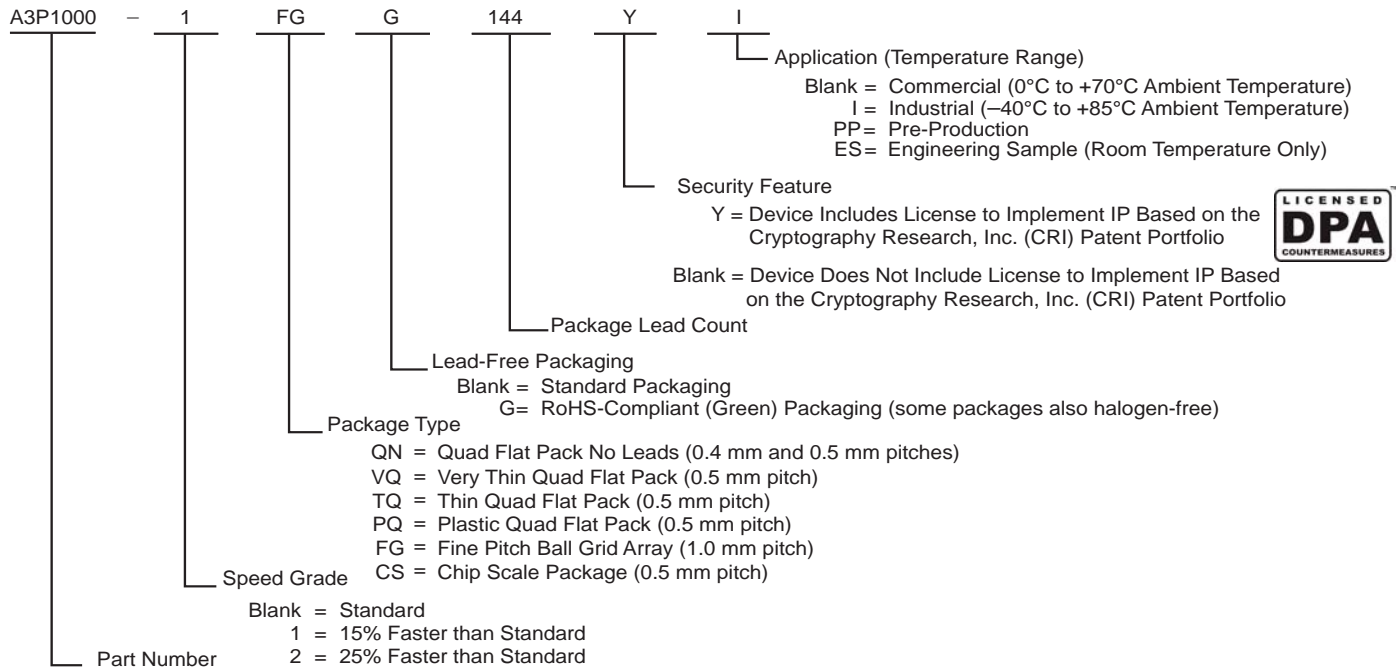 A3P1000 – 1 FG G 144 Y I
Application (Temperature Range)
Blank = Commercial (0°C to +70°C Ambient Temperature)
I = Industrial (–40°C to +85°C Ambient Temperature)
PP= Pre-Production
ES= Engineering Sample (Room Temperature Only)
Security Feature
Y = Device Includes License to Implement IP Based on the
Cryptography Research, Inc. (CRI) Patent Portfolio
LICENSED
DPA
COUNTERMEASURES
Blank = Device Does Not Include License to Implement IP Based
on the Cryptography Research, Inc. (CRI) Patent Portfolio
Package Lead Count
Lead-Free Packaging
Blank = Standard Packaging
G= RoHS-Compliant (Green) Packaging (some packages also halogen-free)
Package Type
QN = Quad Flat Pack No Leads (0.4 mm and 0.5 mm pitches)
VQ = Very Thin Quad Flat Pack (0.5 mm pitch)
TQ = Thin Quad Flat Pack (0.5 mm pitch)
PQ = Plastic Quad Flat Pack (0.5 mm pitch)
FG = Fine Pitch Ball Grid Array (1.0 mm pitch)
CS = Chip Scale Package (0.5 mm pitch)
Speed Grade
Blank = Standard
1 = 15% Faster than Standard
2 = 25% Faster than Standard
Part Number